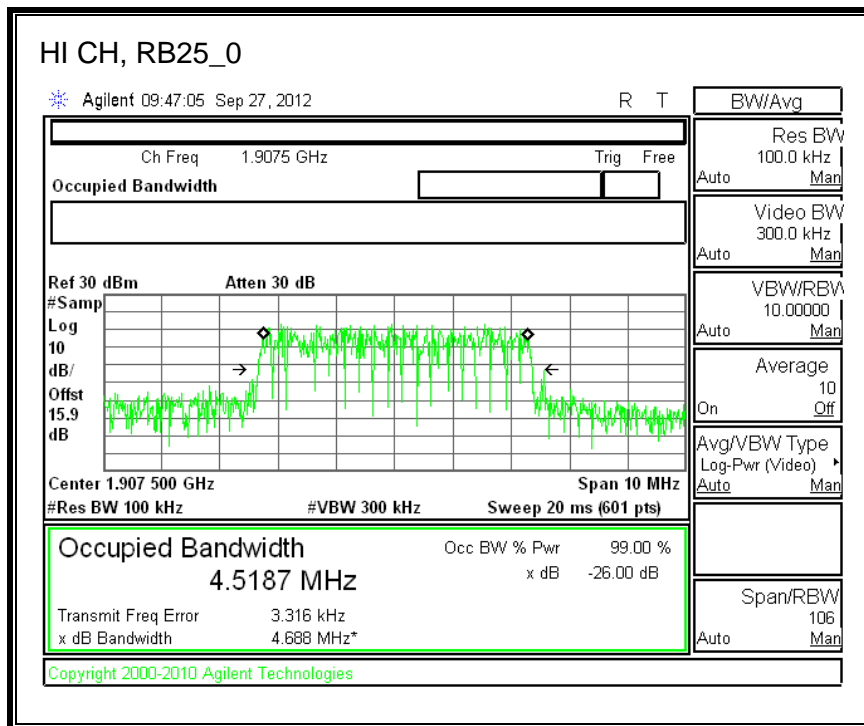 HI CH, RB25_0
Agilent 09:47:05 Sep 27, 2012 R T
Ch Freq 1.9075 GHz Trig Free
Occupied Bandwidth
Ref 30 dBm Atten 30 dB
#Samp
Log
10
dB/
Offst
15.9
dB
Center 1.907 500 GHz Span 10 MHz
#Res BW 100 kHz #VBW 300 kHz Sweep 20 ms (601 pts)
Occupied Bandwidth Occ BW % Pwr 99.00 %
4.5187 MHz x dB -26.00 dB
Transmit Freq Error 3.316 kHz
x dB Bandwidth 4.688 MHz*
Copyright 2000-2010 Agilent Technologies
BW/Avg
Res BW
100.0 kHz
Auto Man
Video BW
300.0 kHz
Auto Man
VBW/RBW
10.00000
Auto Man
Average
10
On Off
Avg/VBW Type
Log-Pwr (Video)
Auto Man
Span/RBW
106
Auto Man